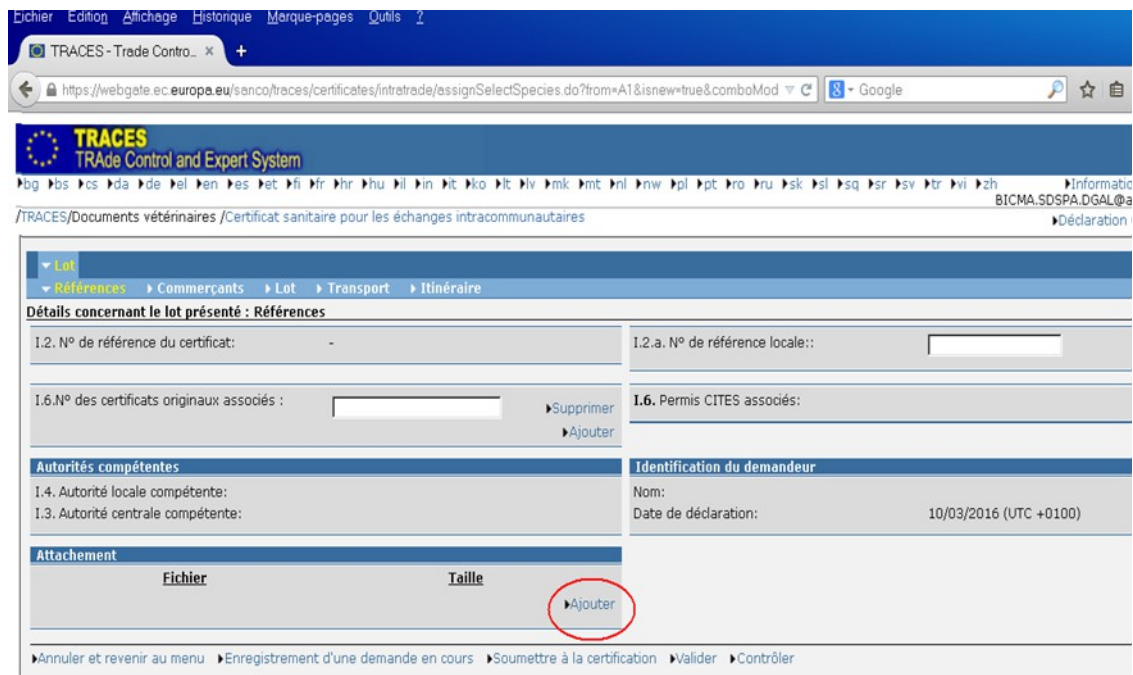 Fichier Edition Affichage Historique Marque-pages Outils ?
TRACES - Trade Contro... × +
https://webgate.ec.europa.eu/sanco/traces/certificates/intratrade/assignSelectSpecies.do?from=A1&isnew=true&comboMod Google
TRACES
TRAde Control and Expert System
bg bs cs da de el en es et fi fr hr hu il in it ko lt lv mk mt nl nw pl pt ro ru sk sl sq sr sv tr vi zh Informatio
BICMA.SDSPA.DGAL@a
/TRACES/Documents vétérinaires /Certificat sanitaire pour les échanges intracommunautaires Déclaration
Lot
Références Commerçants Lot Transport Itinéraire
Détails concernant le lot présenté : Références
I.2. Nº de référence du certificat: - I.2.a. Nº de référence locale::
I.6.Nº des certificats originaux associés : Supprimer I.6. Permis CITES associés:
Ajouter
Autorités compétentes Identification du demandeur
I.4. Autorité locale compétente: Nom:
I.3. Autorité centrale compétente: Date de déclaration: 10/03/2016 (UTC +0100)
Attachement
Fichier Taille
Ajouter
Annuler et revenir au menu Enregistrement d'une demande en cours Soumettre à la certification Valider Contrôler